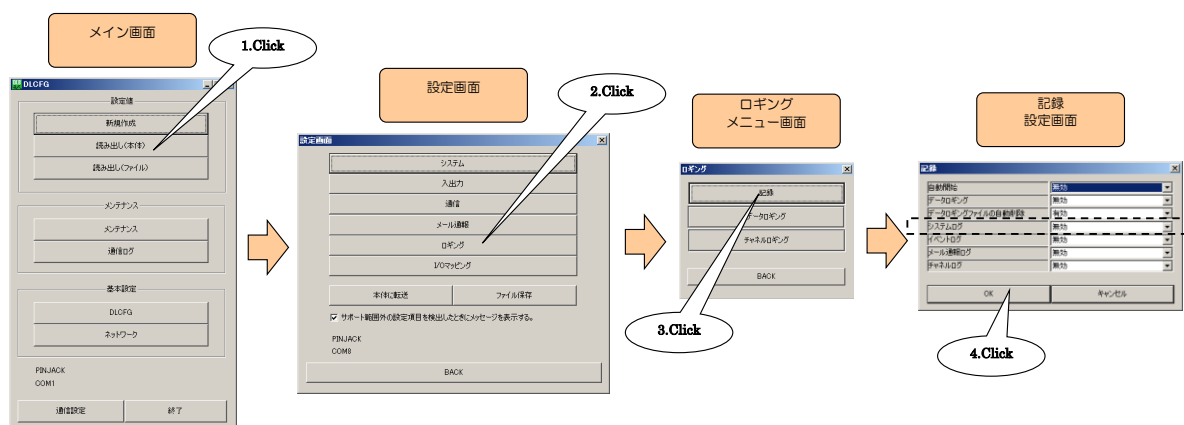 メイン画面
1.Click
DLCFG
設定値
新規作成
読み出し(本体)
読み出し(ファイル)
メンテナンス
メンテナンス
通信ログ
基本設定
DLCFG
ネットワーク
PINJACK
COM1
通信設定
終了
設定画面
2.Click
設定画面
システム
入出力
通信
メール通報
ロギング
I/Oマッピング
本体に転送
ファイル保存
サポート範囲外の設定項目を検出したときにメッセージを表示する。
PINJACK
COM8
BACK
ロギング
メニュー画面
ロギング
記録
データロギング
チャネルロギング
BACK
3.Click
記録
設定画面
記録
自動開始 無効
データロギング 無効
データロギングファイルの自動削除 有効
システムログ 無効
イベントログ 無効
メール通報ログ 無効
チャネルログ 無効
OK
キャンセル
4.Click